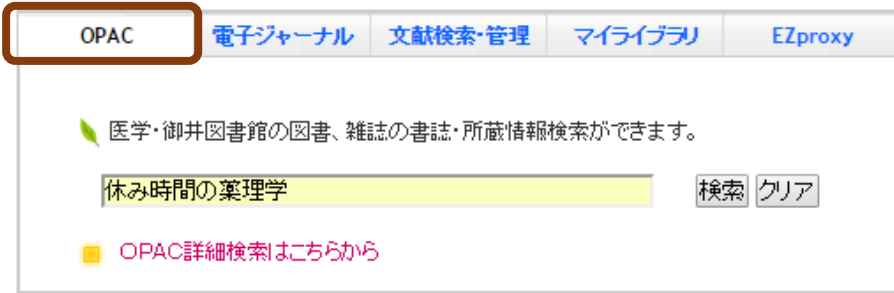 OPAC 電子ジャーナル 文献検索・管理 マイライブラリ EZproxy
医学・御井図書館の図書、雑誌の書誌・所蔵情報検索ができます。
休み時間の薬理学 検索 クリア
OPAC詳細検索はこちらから